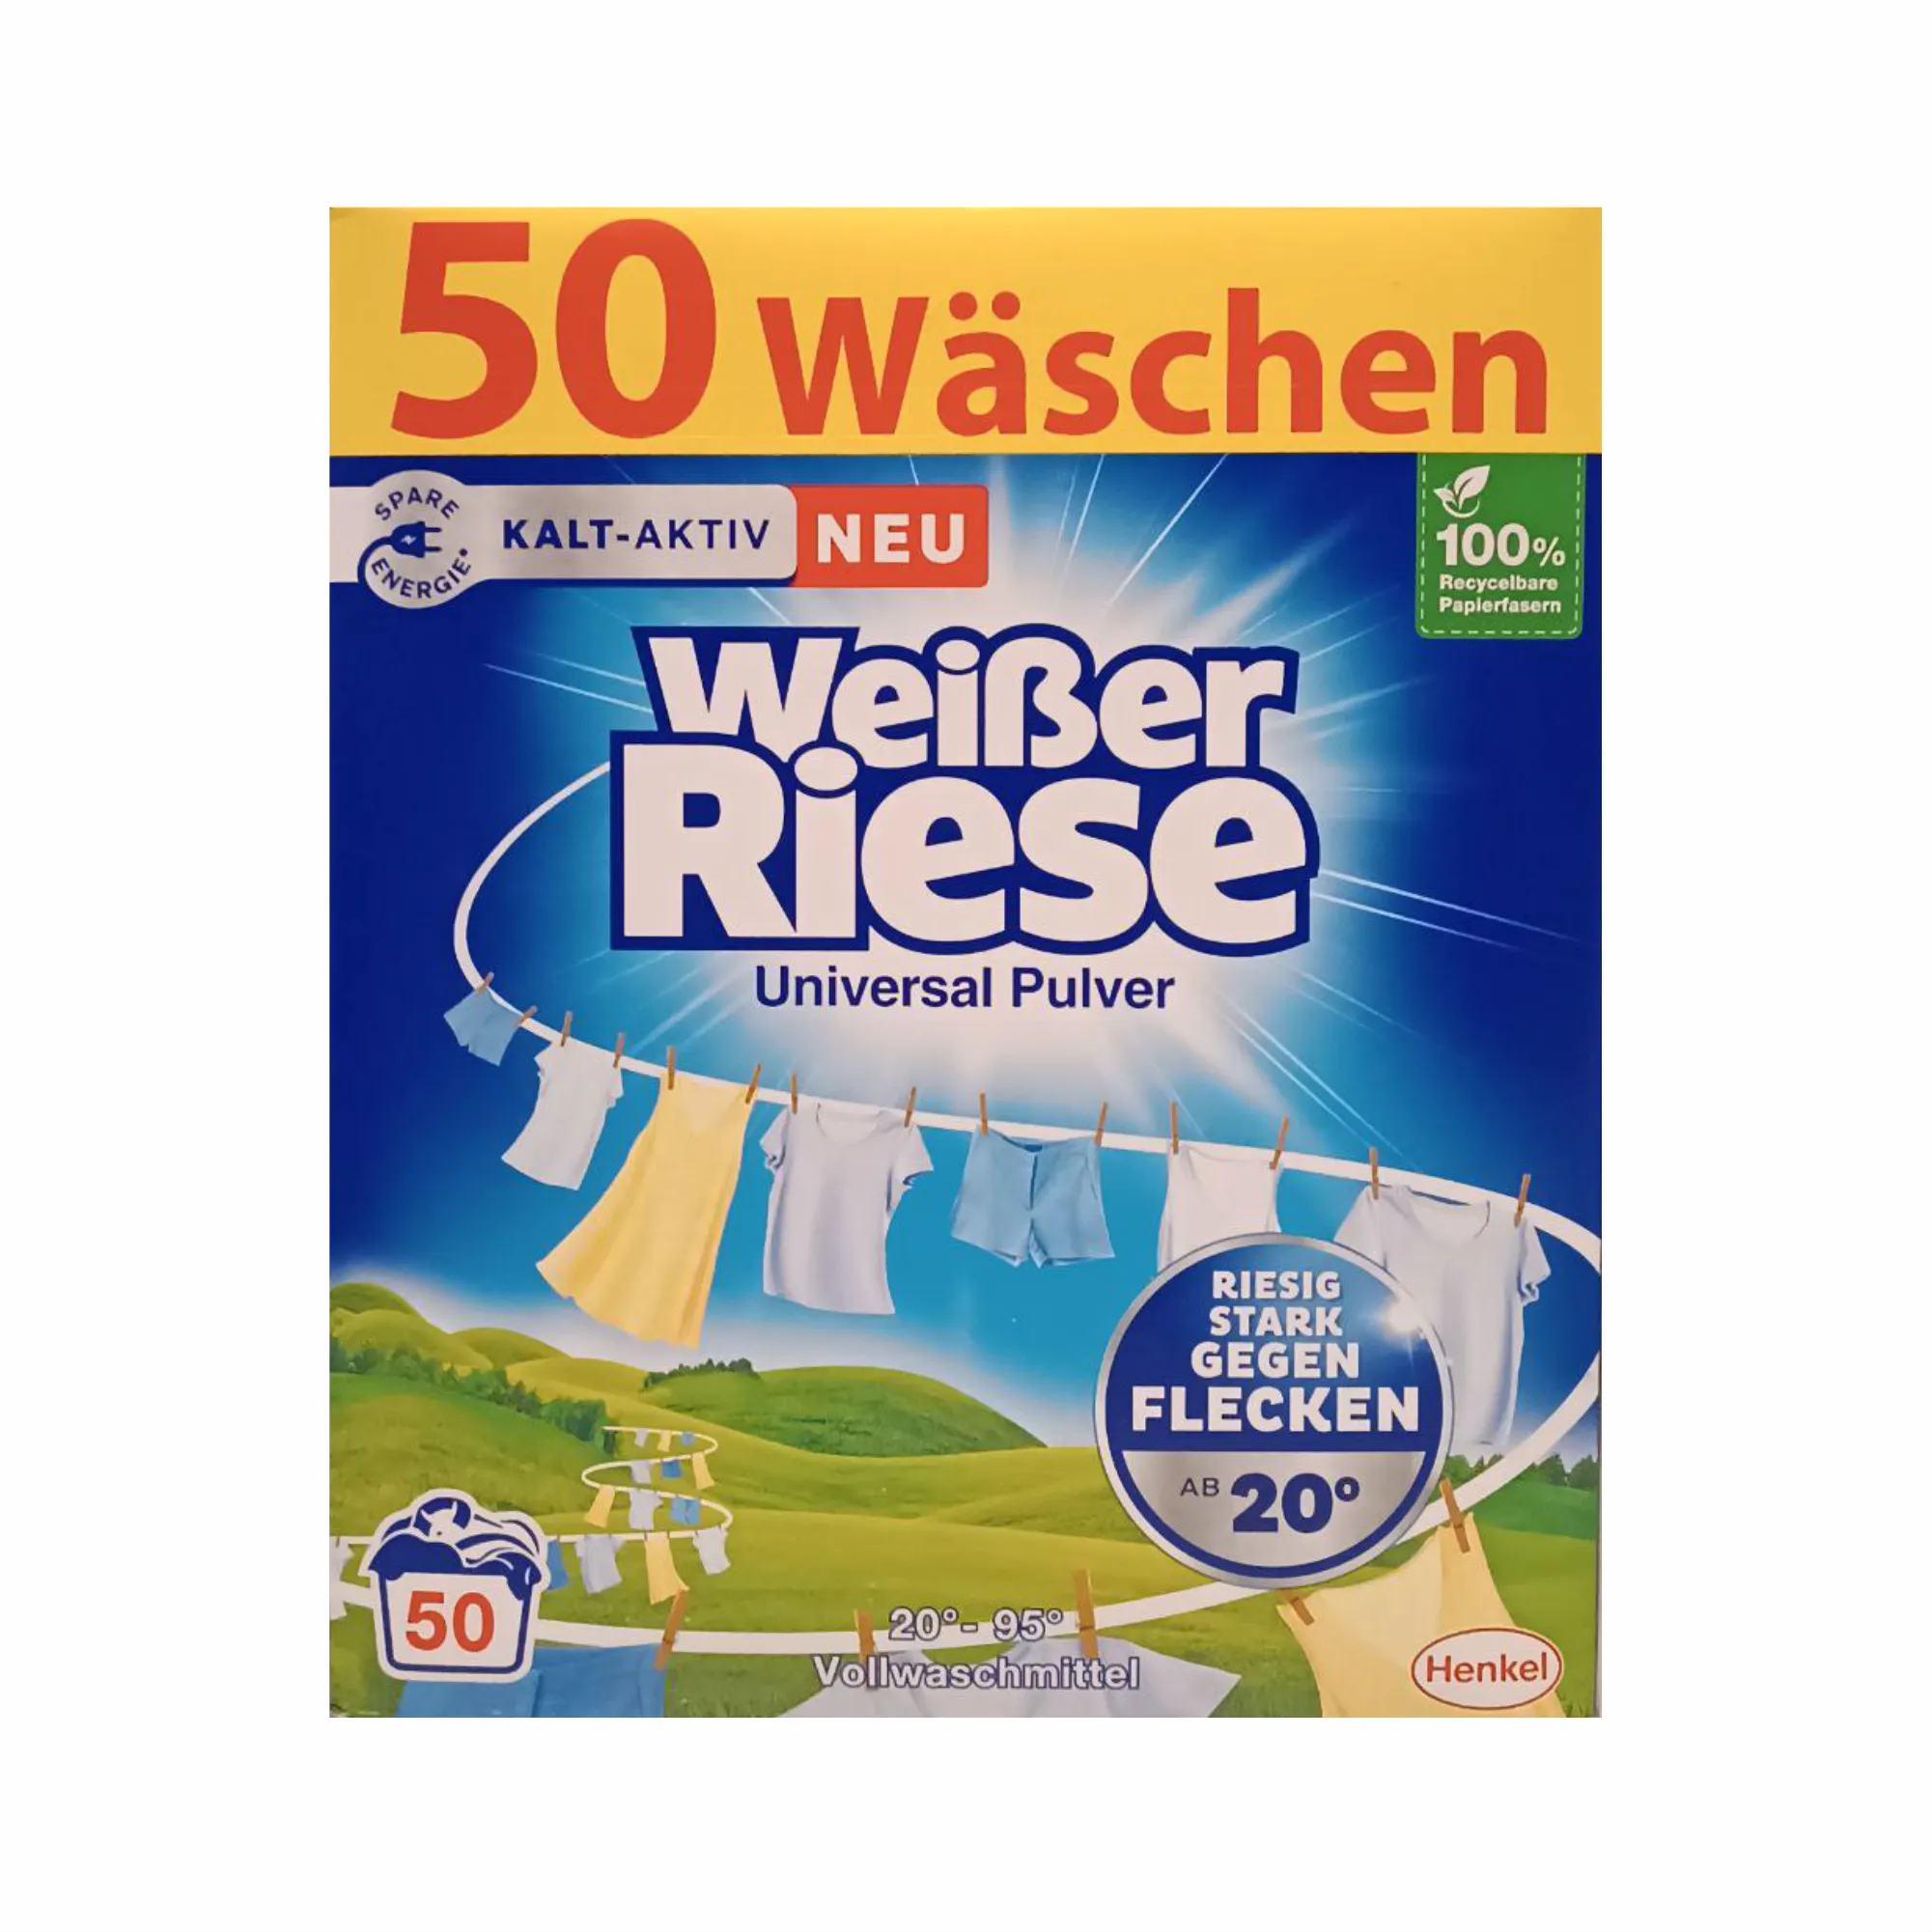 50 Wäschen
SPARE
ENERGIE*
KALT-AKTIV NEU
100%
Recycelbare
Papierfasern
Weißer
Riese
Universal Pulver
RIESIG
STARK
GEGEN
FLECKEN
AB 20°
50
20°- 95°
Vollwaschmittel
Henkel